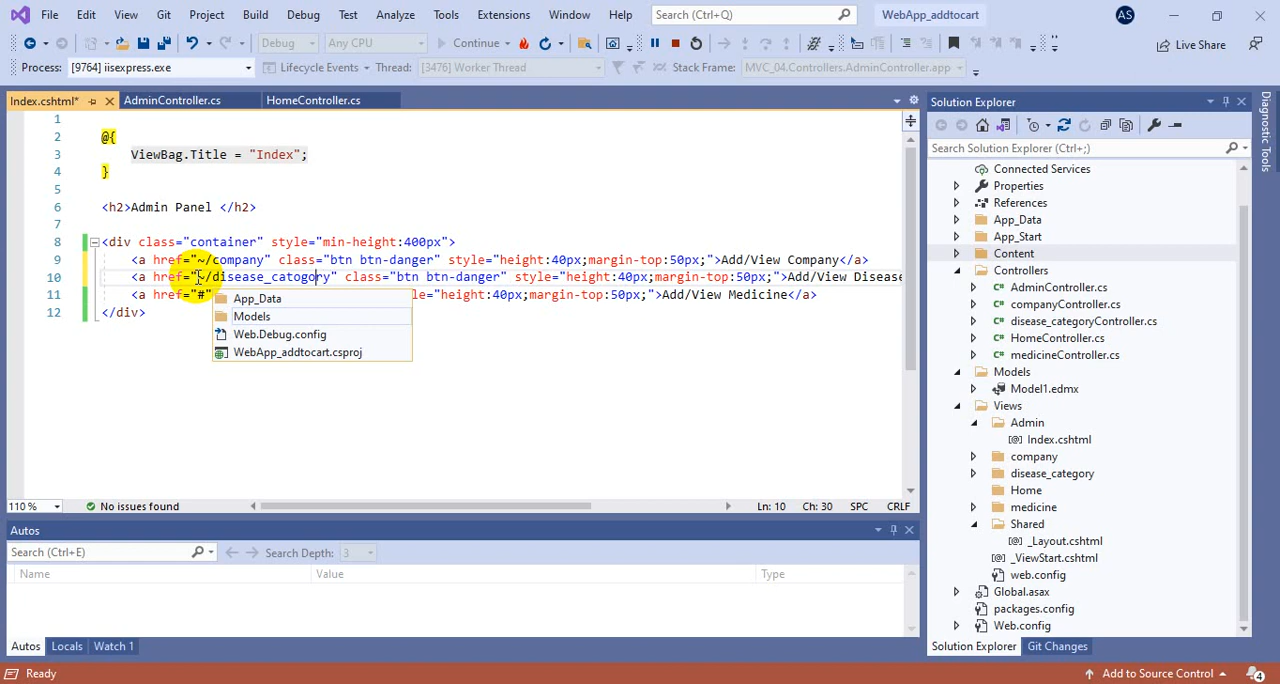 File Edit View Git Project Build Debug Test Analyze Tools Extensions Window Help Search (Ctrl+Q) WebApp_addtocart AS
Debug Any CPU Continue Live Share
Process: [9764] iisexpress.exe Lifecycle Events Thread: [3476] Worker Thread Stack Frame: MVC_04.Controllers.AdminController.app
Index.cshtml* AdminController.cs HomeController.cs
1
2 @{
3 ViewBag.Title = "Index";
4 }
5
6 <h2>Admin Panel </h2>
7
8 <div class="container" style="min-height:400px">
9 <a href="~/company" class="btn btn-danger" style="height:40px;margin-top:50px;">Add/View Company</a>
10 <a href="~/disease_catogory" class="btn btn-danger" style="height:40px;margin-top:50px;">Add/View Disease
11 <a href="#" le="height:40px;margin-top:50px;">Add/View Medicine</a>
12 </div>
App_Data
Models
Web.Debug.config
WebApp_addtocart.csproj
110 % No issues found Ln: 10 Ch: 30 SPC CRLF
Autos
Search (Ctrl+E) Search Depth: 3
Name Value Type
Autos Locals Watch 1
Solution Explorer
Search Solution Explorer (Ctrl+;)
Connected Services
Properties
References
App_Data
App_Start
Content
Controllers
AdminController.cs
companyController.cs
disease_categoryController.cs
HomeController.cs
medicineController.cs
Models
Model1.edmx
Views
Admin
Index.cshtml
company
disease_category
Home
medicine
Shared
_Layout.cshtml
_ViewStart.cshtml
web.config
Global.asax
packages.config
Web.config
Solution Explorer Git Changes
Diagnostic Tools
Ready Add to Source Control 4